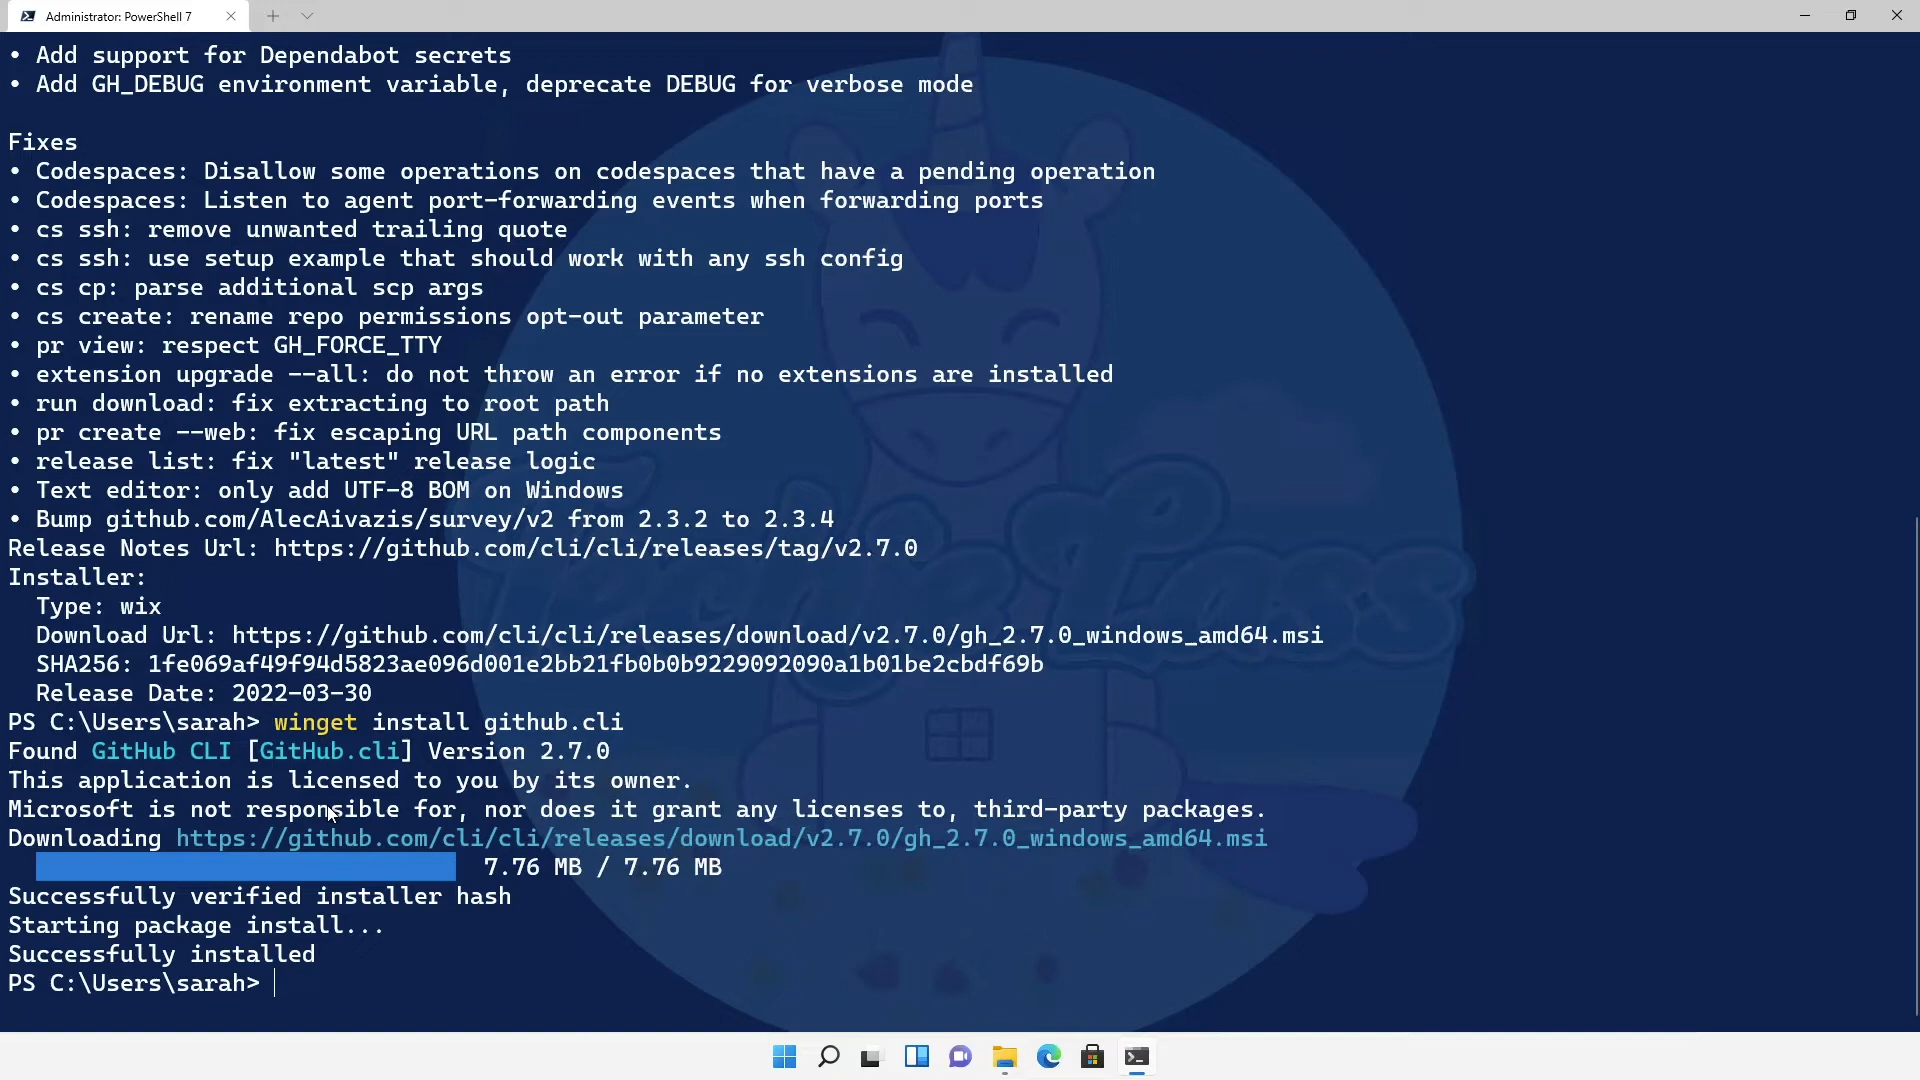 Administrator: PowerShell 7
• Add support for Dependabot secrets
• Add GH_DEBUG environment variable, deprecate DEBUG for verbose mode
Fixes
• Codespaces: Disallow some operations on codespaces that have a pending operation
• Codespaces: Listen to agent port-forwarding events when forwarding ports
• cs ssh: remove unwanted trailing quote
• cs ssh: use setup example that should work with any ssh config
• cs cp: parse additional scp args
• cs create: rename repo permissions opt-out parameter
• pr view: respect GH_FORCE_TTY
• extension upgrade --all: do not throw an error if no extensions are installed
• run download: fix extracting to root path
• pr create --web: fix escaping URL path components
• release list: fix "latest" release logic
• Text editor: only add UTF-8 BOM on Windows
• Bump github.com/AlecAivazis/survey/v2 from 2.3.2 to 2.3.4
Release Notes Url: https://github.com/cli/cli/releases/tag/v2.7.0
Installer:
Type: wix
Download Url: https://github.com/cli/cli/releases/download/v2.7.0/gh_2.7.0_windows_amd64.msi
SHA256: 1fe069af49f94d5823ae096d001e2bb21fb0b0b9229092090a1b01be2cbdf69b
Release Date: 2022-03-30
PS C:\Users\sarah> winget install github.cli
Found GitHub CLI [GitHub.cli] Version 2.7.0
This application is licensed to you by its owner.
Microsoft is not responsible for, nor does it grant any licenses to, third-party packages.
Downloading https://github.com/cli/cli/releases/download/v2.7.0/gh_2.7.0_windows_amd64.msi
7.76 MB / 7.76 MB
Successfully verified installer hash
Starting package install...
Successfully installed
PS C:\Users\sarah>